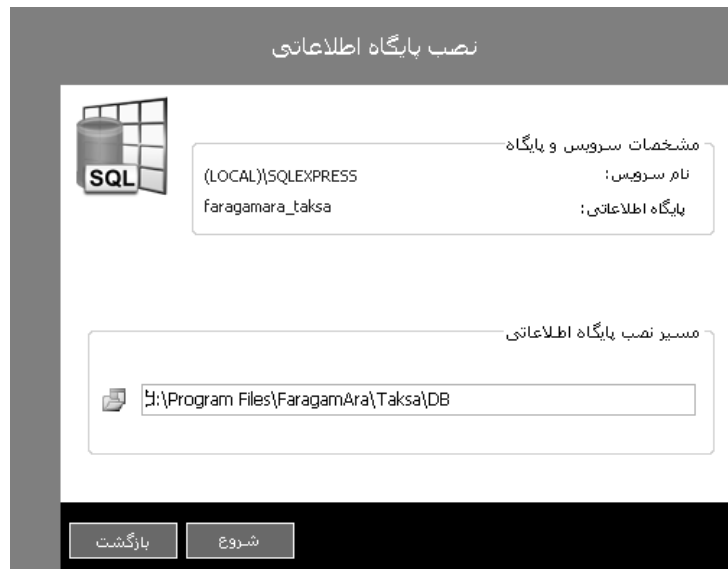 نصب پایگاه اطلاعاتی
SQL
مشخصات سرویس و پایگاه
نام سرویس: (LOCAL)\SQLEXPRESS
پایگاه اطلاعاتی: faragamara_taksa
مسیر نصب پایگاه اطلاعاتی
:\Program Files\FaragamAra\Taksa\DB
شروع
بازگشت